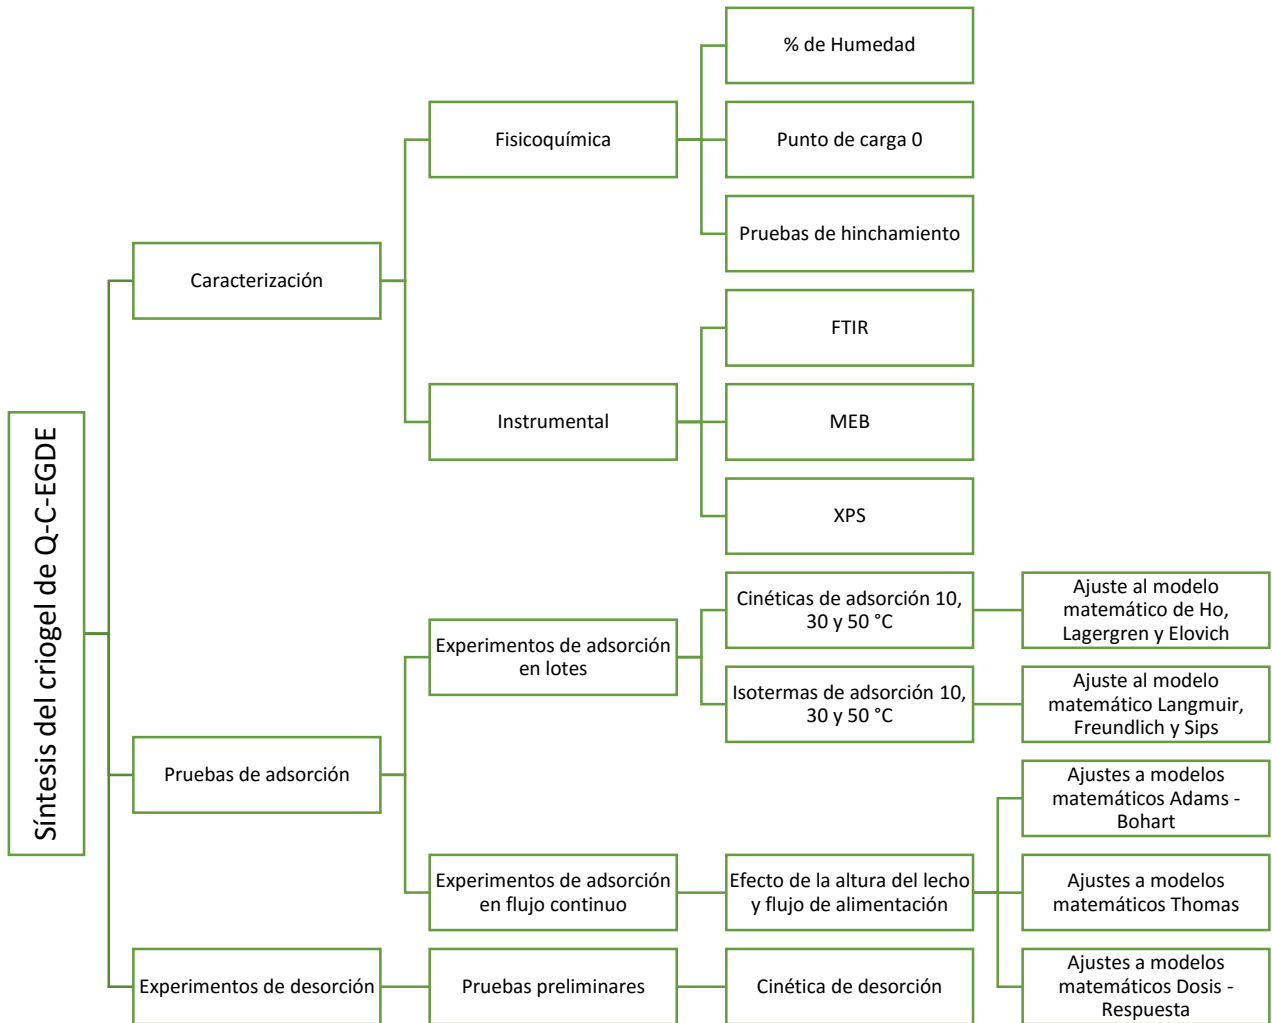 Síntesis del criogel de Q-C-EGDE
Caracterización
Fisicoquímica
% de Humedad
Punto de carga 0
Pruebas de hinchamiento
Instrumental
FTIR
MEB
XPS
Pruebas de adsorción
Experimentos de adsorción
en lotes
Cinéticas de adsorción 10,
30 y 50 °C
Ajuste al modelo
matemático de Ho,
Lagergren y Elovich
Isotermas de adsorción 10,
30 y 50 °C
Ajuste al modelo
matemático Langmuir,
Freundlich y Sips
Experimentos de adsorción
en flujo continuo
Efecto de la altura del lecho
y flujo de alimentación
Ajustes a modelos
matemáticos Adams -
Bohart
Ajustes a modelos
matemáticos Thomas
Ajustes a modelos
matemáticos Dosis -
Respuesta
Experimentos de desorción
Pruebas preliminares
Cinética de desorción